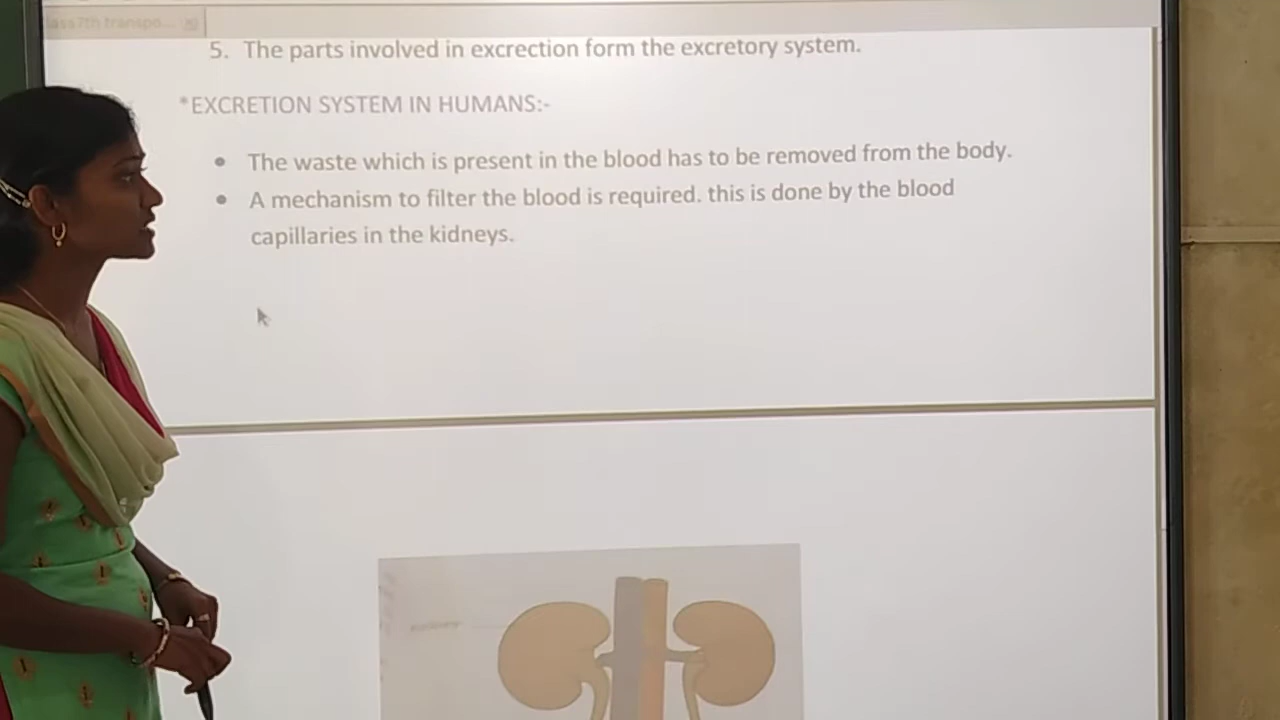 lass7th transpo...
5. The parts involved in excrection form the excretory system.
*EXCRETION SYSTEM IN HUMANS:-
• The waste which is present in the blood has to be removed from the body.
• A mechanism to filter the blood is required. this is done by the blood
capillaries in the kidneys.